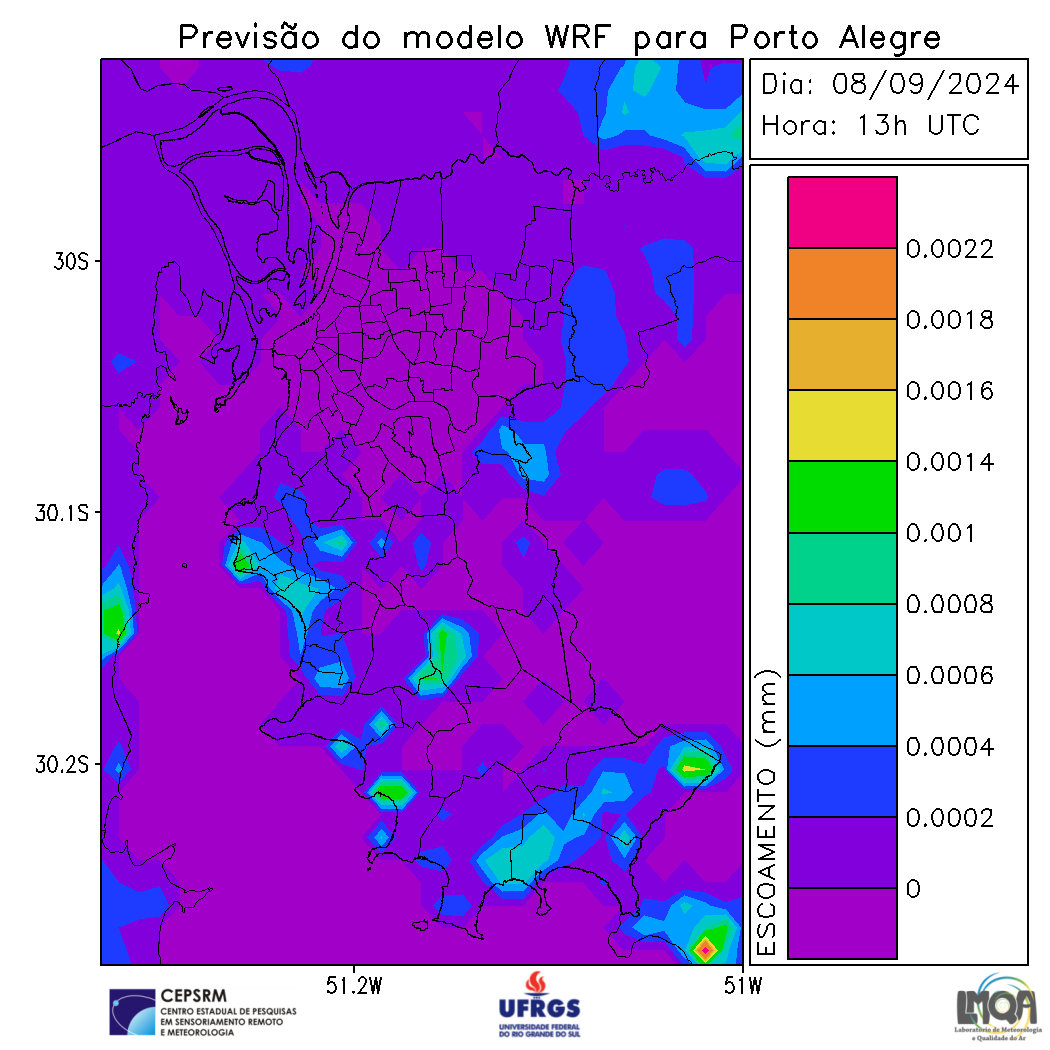 Previsão do modelo WRF para Porto Alegre
Dia: 08/09/2024
Hora: 13h UTC
30S
30.1S
30.2S
51.2W
51W
ESCOAMENTO (mm)
0.0022
0.0018
0.0016
0.0014
0.001
0.0008
0.0006
0.0004
0.0002
0
CEPSRM
CENTRO ESTADUAL DE PESQUISAS
EM SENSORIAMENTO REMOTO
E METEOROLOGIA
UFRGS
UNIVERSIDADE FEDERAL
DO RIO GRANDE DO SUL
LMQA
Laboratório de Meteorologia
e Qualidade do Ar